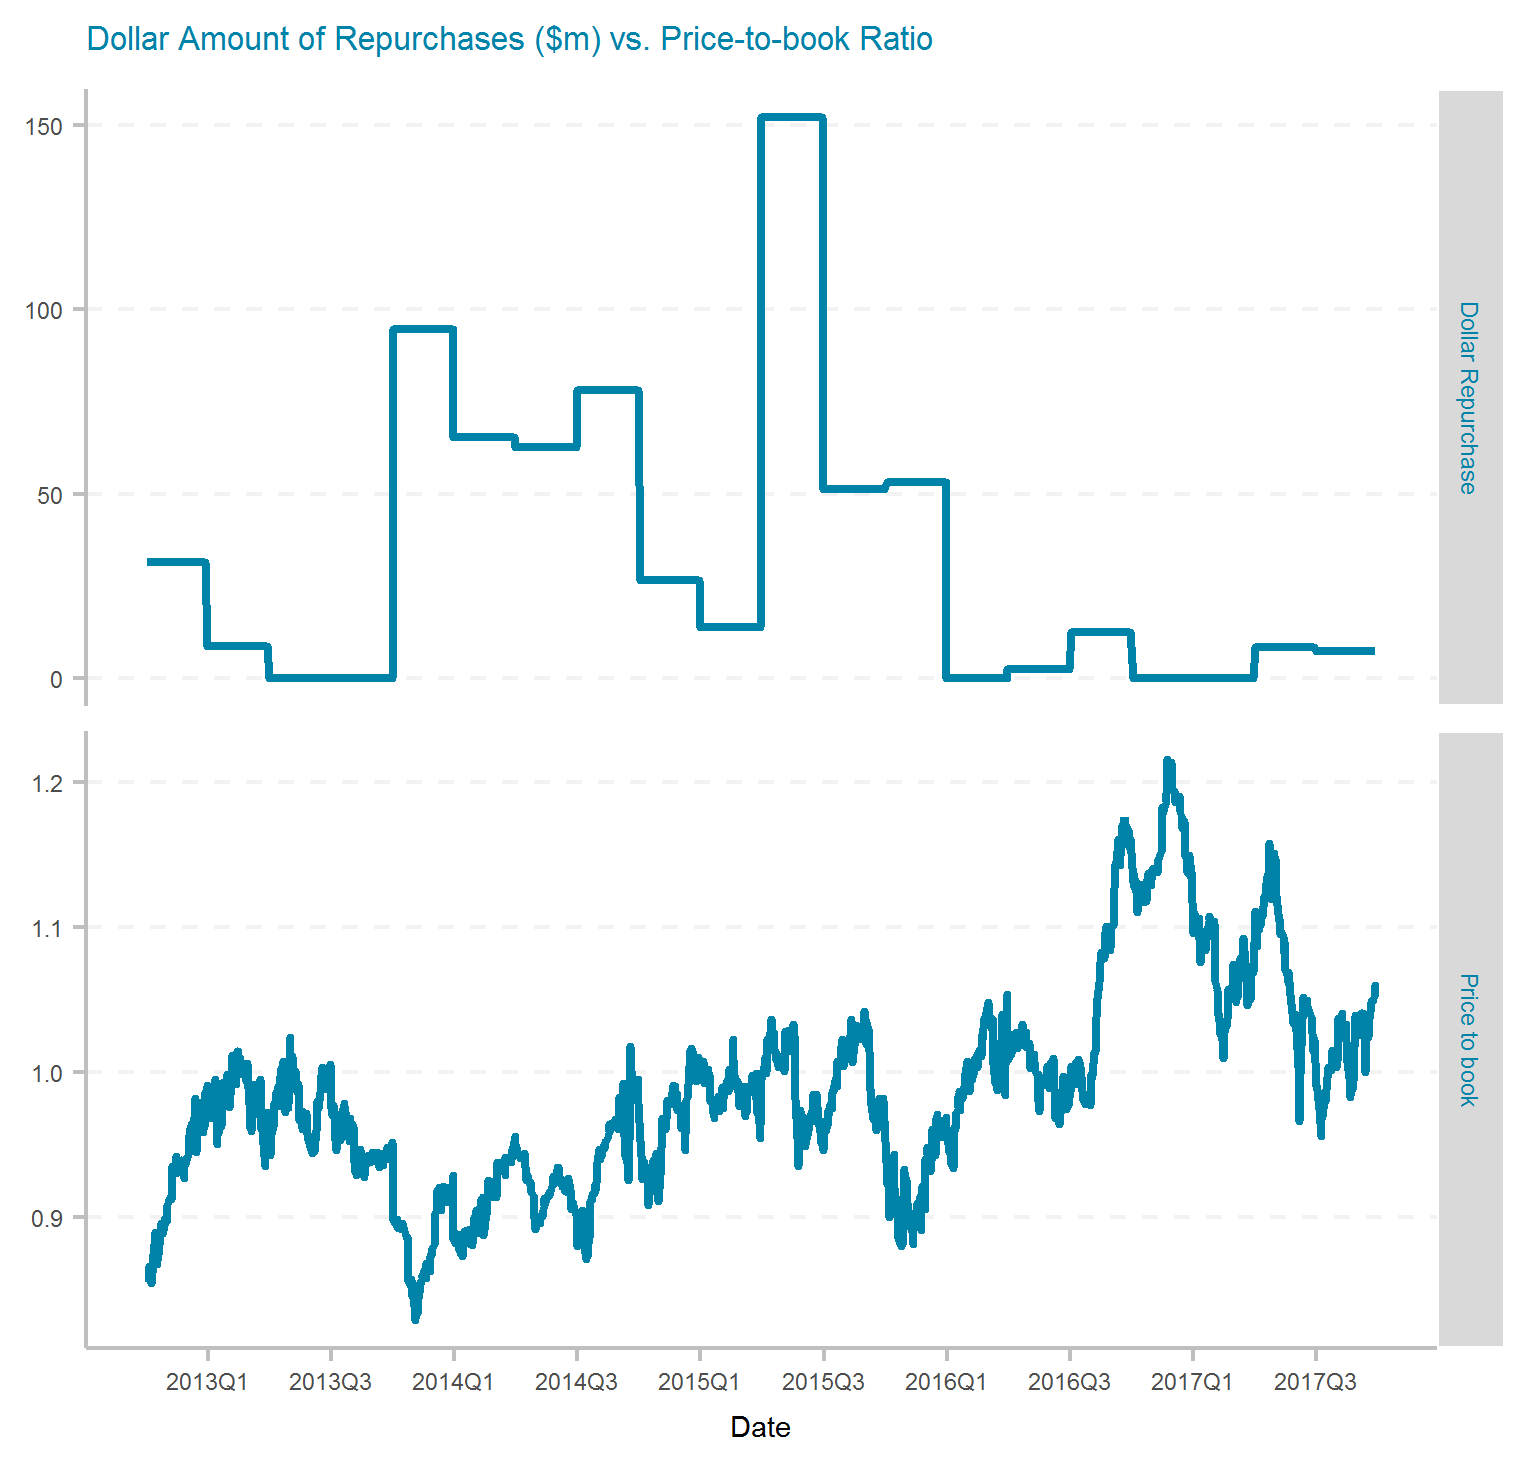 Dollar Amount of Repurchases ($m) vs. Price-to-book Ratio
150
100
50
0
Dollar Repurchase
1.2
1.1
1.0
0.9
Price to book
2013Q1 2013Q3 2014Q1 2014Q3 2015Q1 2015Q3 2016Q1 2016Q3 2017Q1 2017Q3
Date